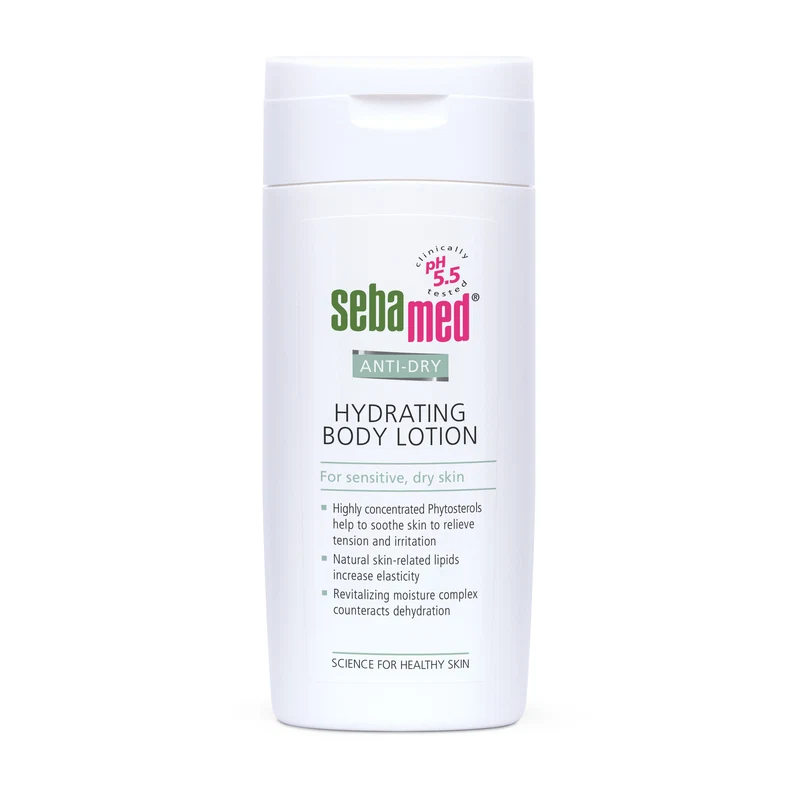 clinically
pH
5.5
tested
sebamed®
ANTI-DRY
HYDRATING
BODY LOTION
For sensitive, dry skin
▪ Highly concentrated Phytosterols
help to soothe skin to relieve
tension and irritation
▪ Natural skin-related lipids
increase elasticity
▪ Revitalizing moisture complex
counteracts dehydration
SCIENCE FOR HEALTHY SKIN